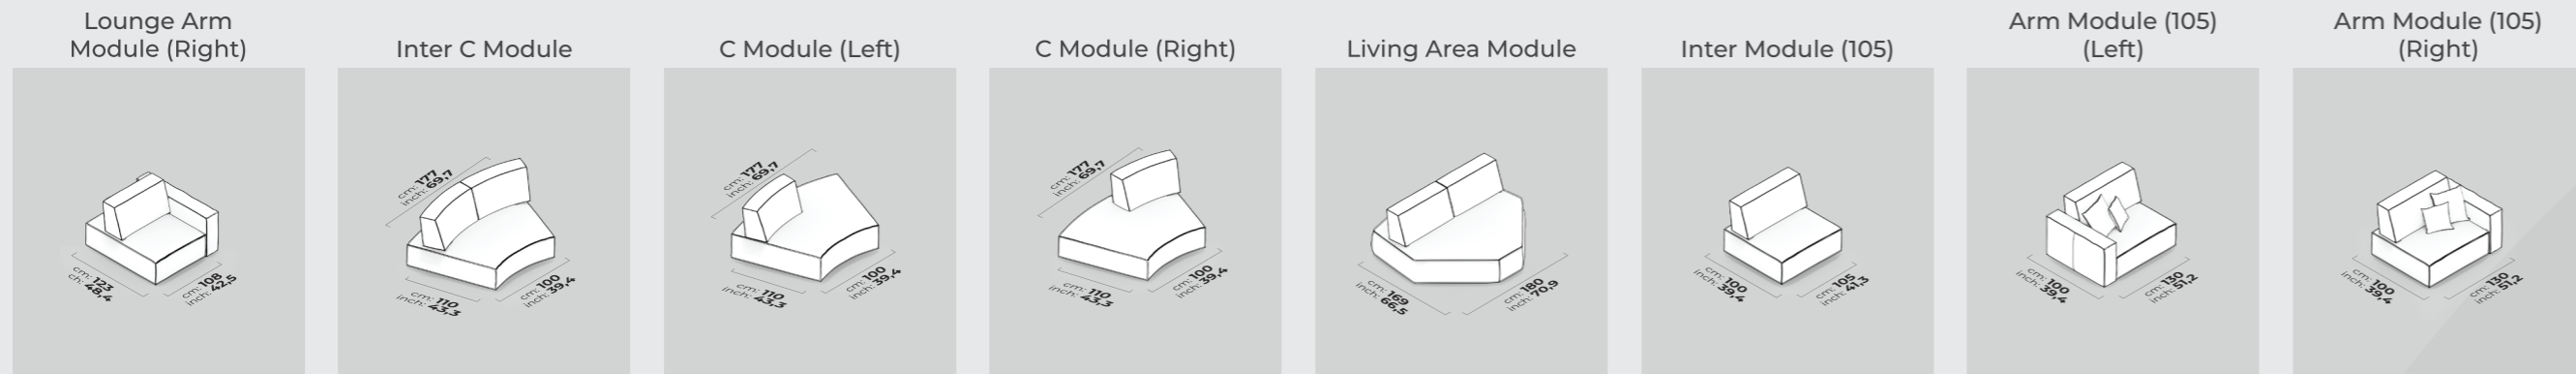 Lounge Arm
Module (Right)
cm: 123
ch: 48,4
cm: 108
inch: 42,5
Inter C Module
cm: 177
inch: 69,7
cm: 110
inch: 43,3
cm: 100
inch: 39,4
C Module (Left)
cm: 177
inch: 69,7
cm: 110
inch: 43,3
cm: 100
inch: 39,4
C Module (Right)
cm: 177
inch: 69,7
cm: 110
inch: 43,3
cm: 100
inch: 39,4
Living Area Module
cm: 169
inch: 66,5
cm: 180
inch: 70,9
Inter Module (105)
cm: 100
inch: 39,4
cm: 105
inch: 41,3
Arm Module (105)
(Left)
cm: 100
inch: 39,4
cm: 130
inch: 51,2
Arm Module (105)
(Right)
cm: 100
inch: 39,4
cm: 130
inch: 51,2